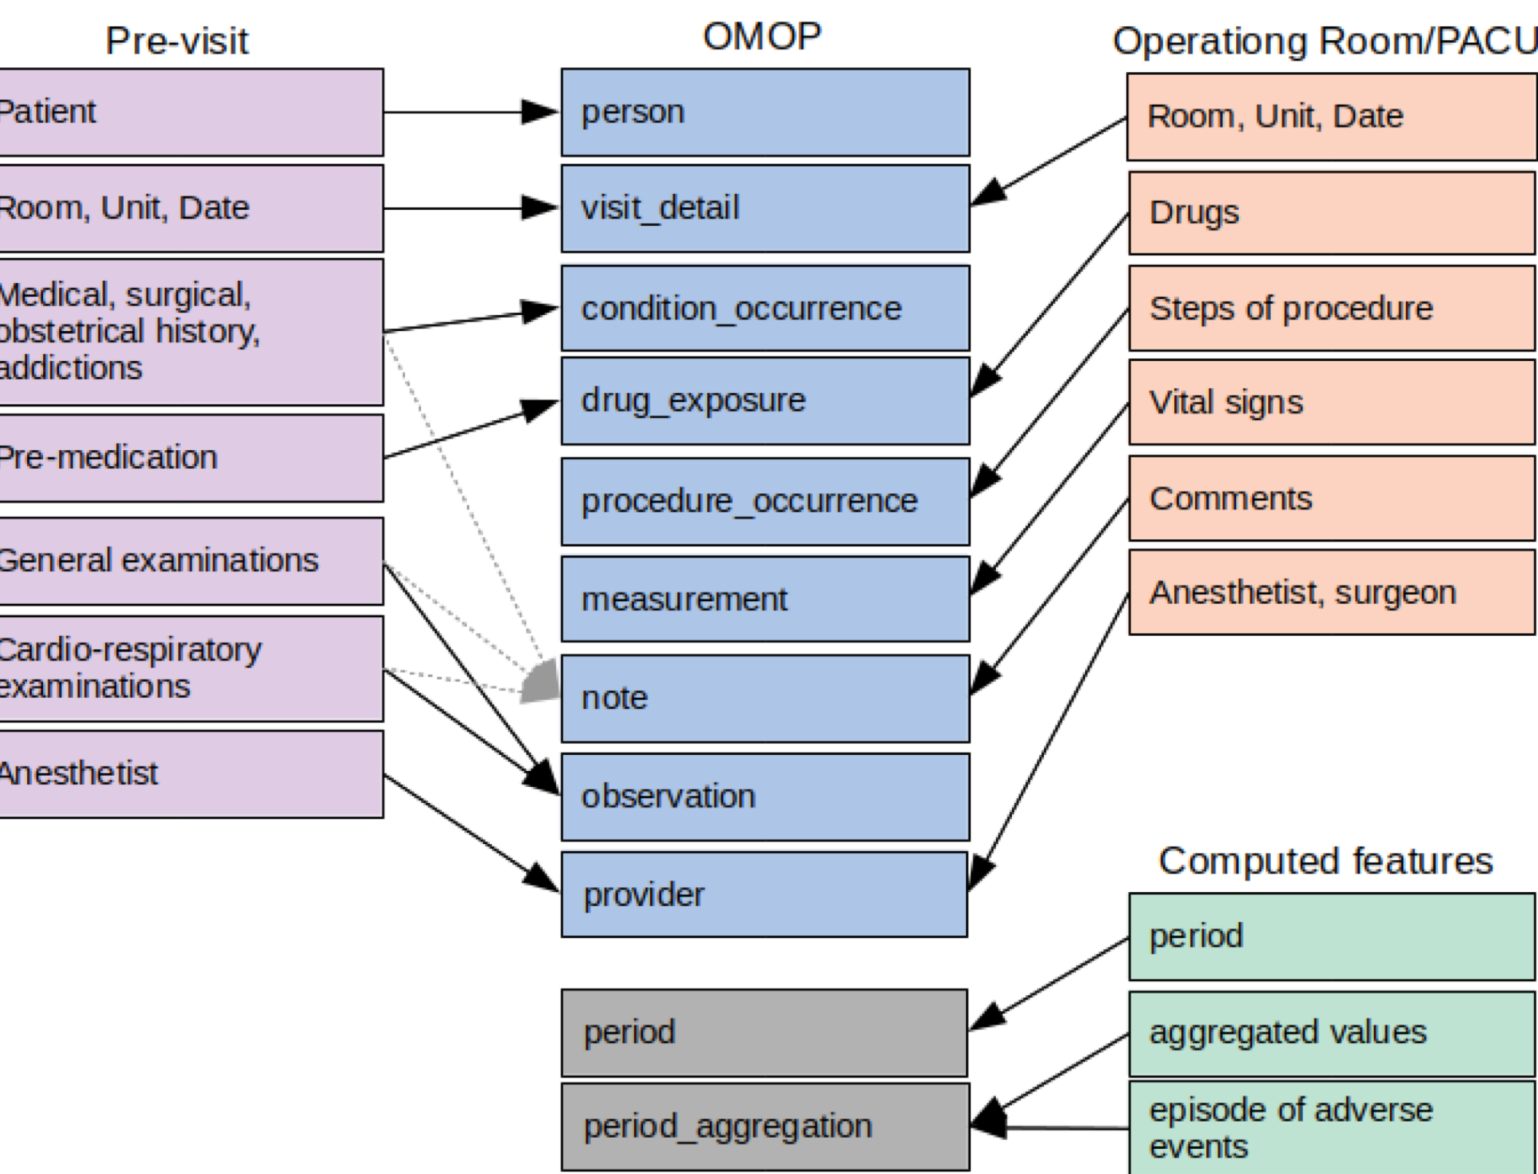 Pre-visit
Patient
Room, Unit, Date
Medical, surgical,
obstetrical history,
addictions
Pre-medication
General examinations
Cardio-respiratory
examinations
Anesthetist
OMOP
person
visit_detail
condition_occurrence
drug_exposure
procedure_occurrence
measurement
note
observation
provider
period
period_aggregation
Operationg Room/PACU
Room, Unit, Date
Drugs
Steps of procedure
Vital signs
Comments
Anesthetist, surgeon
Computed features
period
aggregated values
episode of adverse
events